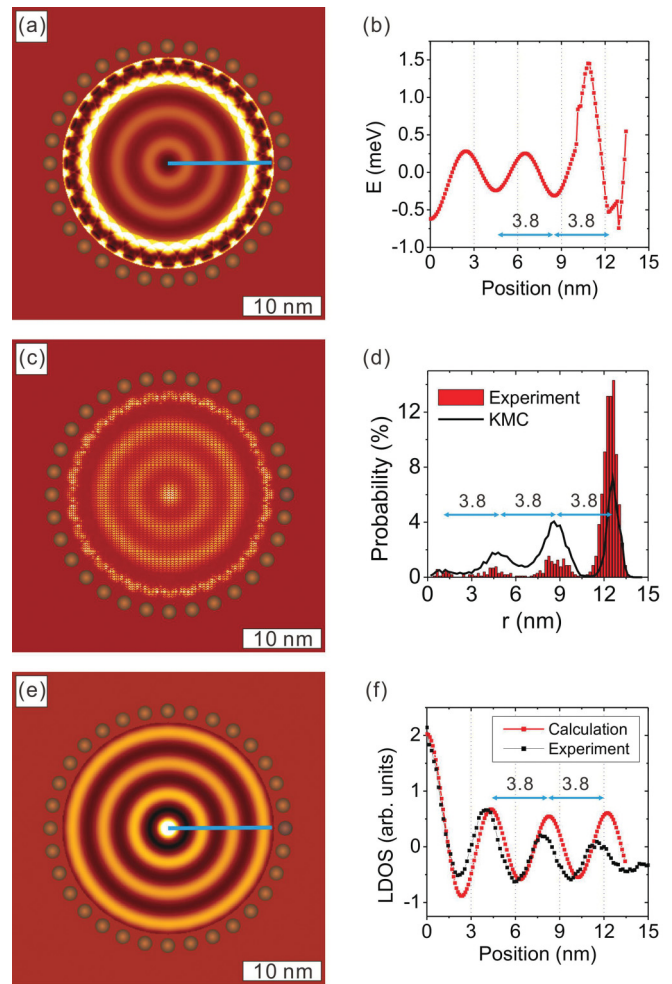 (a)
10 nm
(b)
1.5
1.0
0.5
0.0
-0.5
-1.0
E (meV)
3.8
3.8
0
3
6
9
12
15
Position (nm)
(c)
10 nm
(d)
Experiment
KMC
12
8
4
0
Probability (%)
3.8
3.8
3.8
0
3
6
9
12
15
r (nm)
(e)
10 nm
(f)
Calculation
Experiment
2
1
0
-1
LDOS (arb. units)
3.8
3.8
0
3
6
9
12
15
Position (nm)